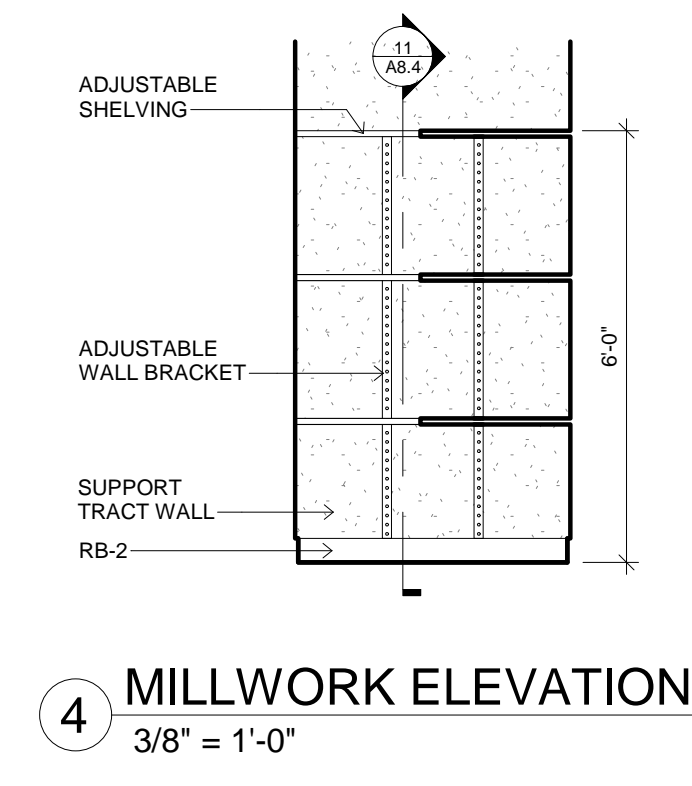 11
A8.4
ADJUSTABLE
SHELVING
6'-0"
ADJUSTABLE
WALL BRACKET
SUPPORT
TRACT WALL
RB-2
4
MILLWORK ELEVATION
3/8" = 1'-0"